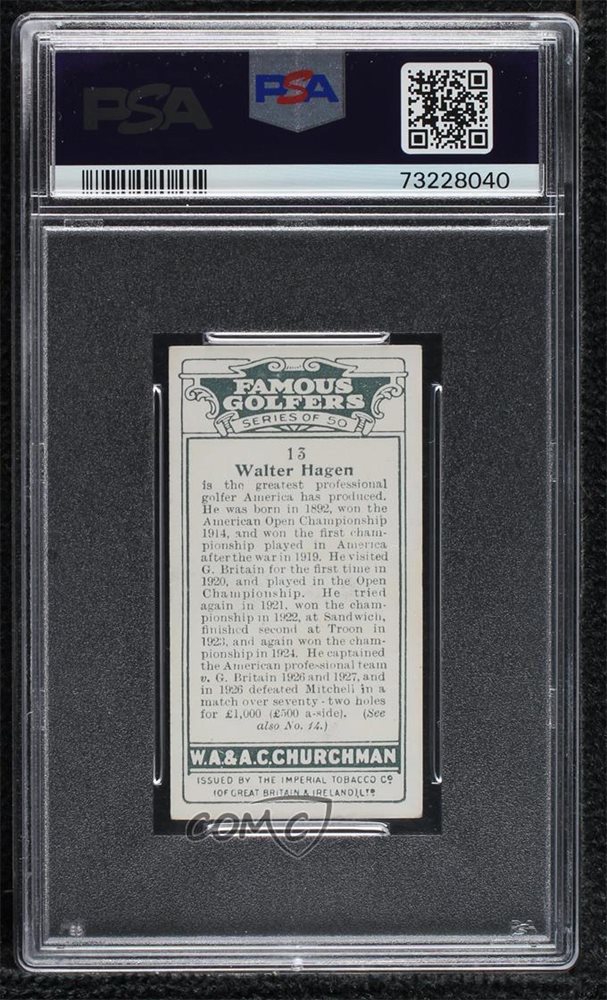 PSA
PSA
73228040
FAMOUS
GOLFERS
SERIES OF 50
13
Walter Hagen
is the greatest professional
golfer America has produced.
He was born in 1892, won the
American Open Championship
1914, and won the first cham-
pionship played in America
after the war in 1919. He visited
G. Britain for the first time in
1920, and played in the Open
Championship. He tried
again in 1921, won the cham-
pionship in 1922, at Sandwich,
finished second at Troon in
1923, and again won the cham-
pionship in 1924. He captained
the American professional team
v. G. Britain 1926 and 1927, and
in 1926 defeated Mitchell in a
match over seventy-two holes
for £1,000 (£500 a-side). (See
also No. 14.)
W.A.& A.C.CHURCHMAN
ISSUED BY THE IMPERIAL TOBACCO CO
(OF GREAT BRITAIN & IRELAND) LTD
COMC